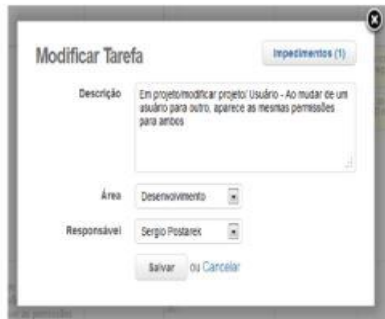 Modificar Tarefa
Impedimentos (1)
Descrição
Em projeto/modificar projeto/ Usuário - Ao mudar de um
usuário para outro, aparece as mesmas permissões
para ambos
Área
Desenvolvimento
Responsável
Sergio Postarek
Salvar ou Cancelar